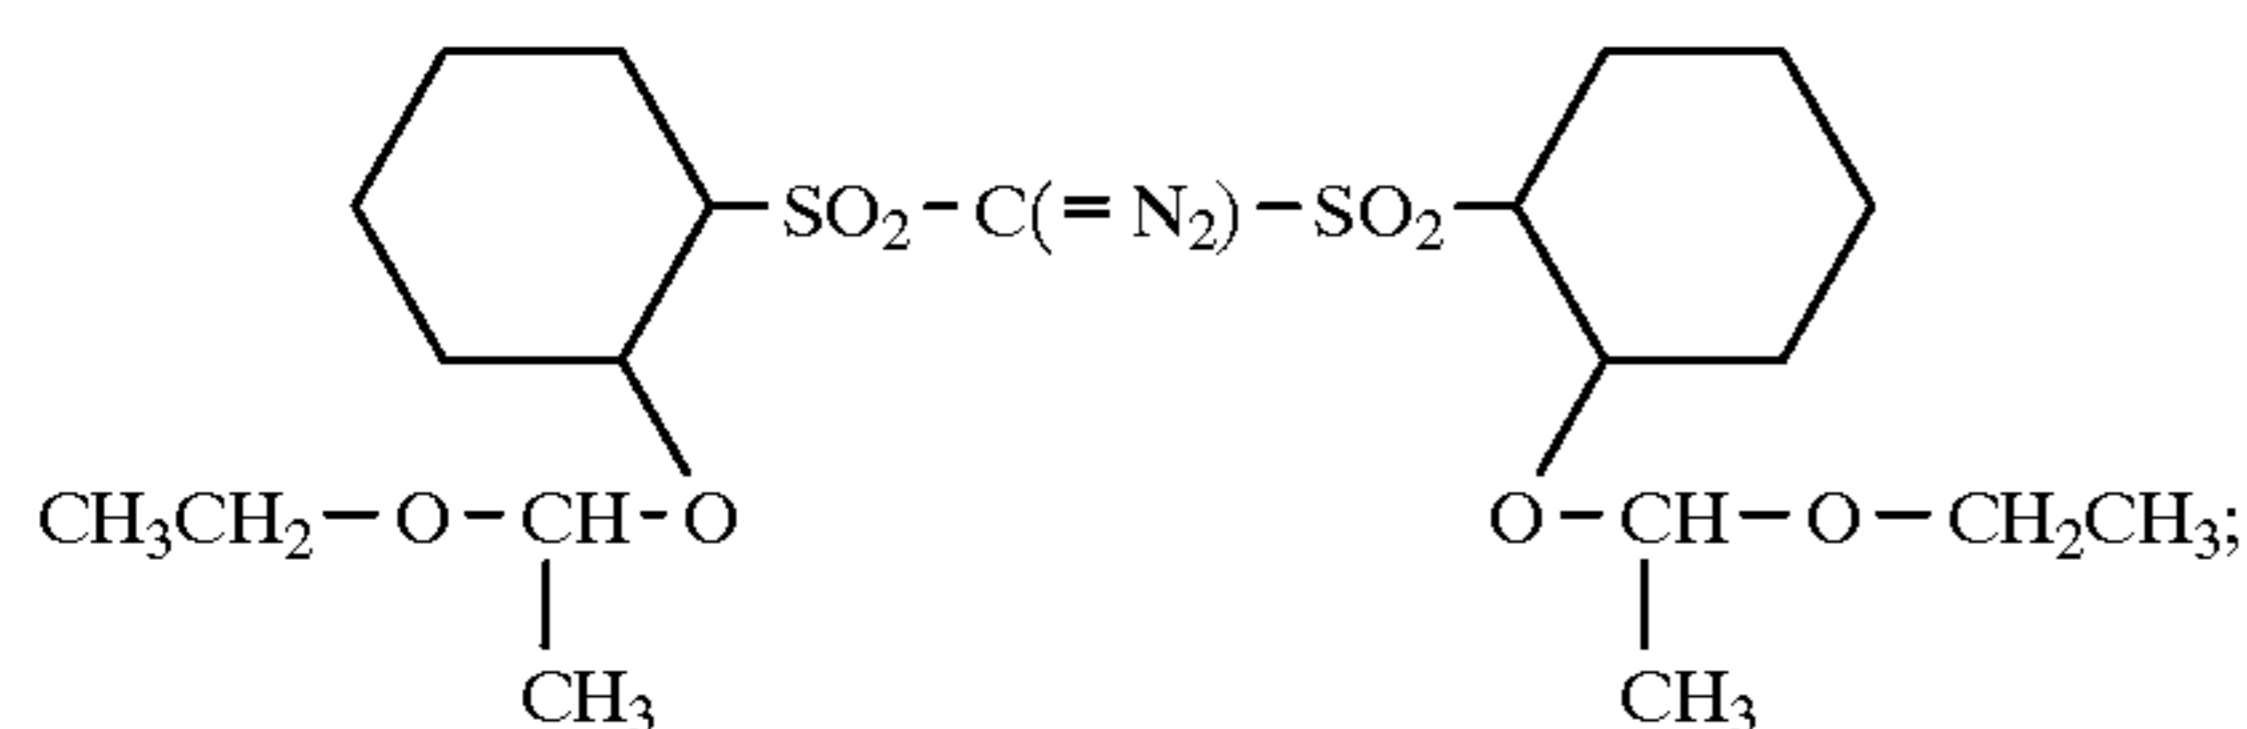 SO₂–C(=N₂)–SO₂
CH₃CH₂–O–CH–O O–CH–O–CH₂CH₃;
CH₃ CH₃